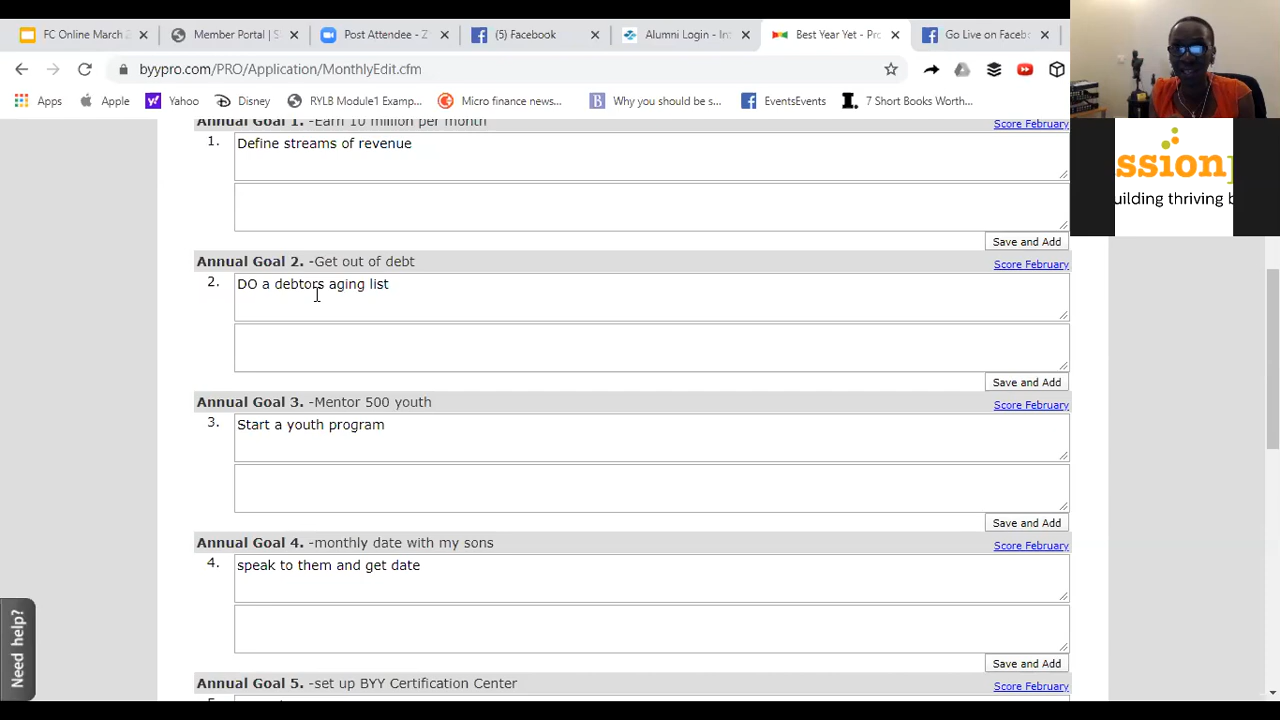 FC Online March 2
Member Portal | S
Post Attendee - Z
(5) Facebook
Alumni Login - In
Best Year Yet - Pro
Go Live on Faceb
byypro.com/PRO/Application/MonthlyEdit.cfm
Apps
Apple
Yahoo
Disney
RYLB Module1_Examp...
Micro finance news...
Why you should be s...
EventsEvents
7 Short Books Worth...
Annual Goal 1. -Earn 10 million per month
Score February
1. Define streams of revenue
Save and Add
Annual Goal 2. -Get out of debt
Score February
2. DO a debtors aging list
Save and Add
Annual Goal 3. -Mentor 500 youth
Score February
3. Start a youth program
Save and Add
Annual Goal 4. -monthly date with my sons
Score February
4. speak to them and get date
Save and Add
Annual Goal 5. -set up BYY Certification Center
Score February
Need help?
ssion
uilding thriving b